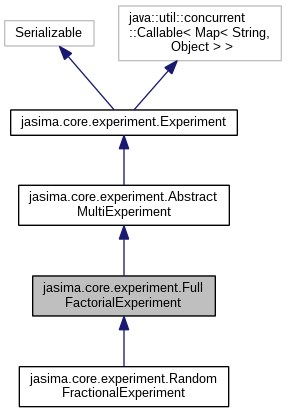 Serializable
java::util::concurrent
::Callable< Map< String,
Object > >
jasima.core.experiment.Experiment
jasima.core.experiment.Abstract
MultiExperiment
jasima.core.experiment.Full
FactorialExperiment
jasima.core.experiment.Random
FractionalExperiment